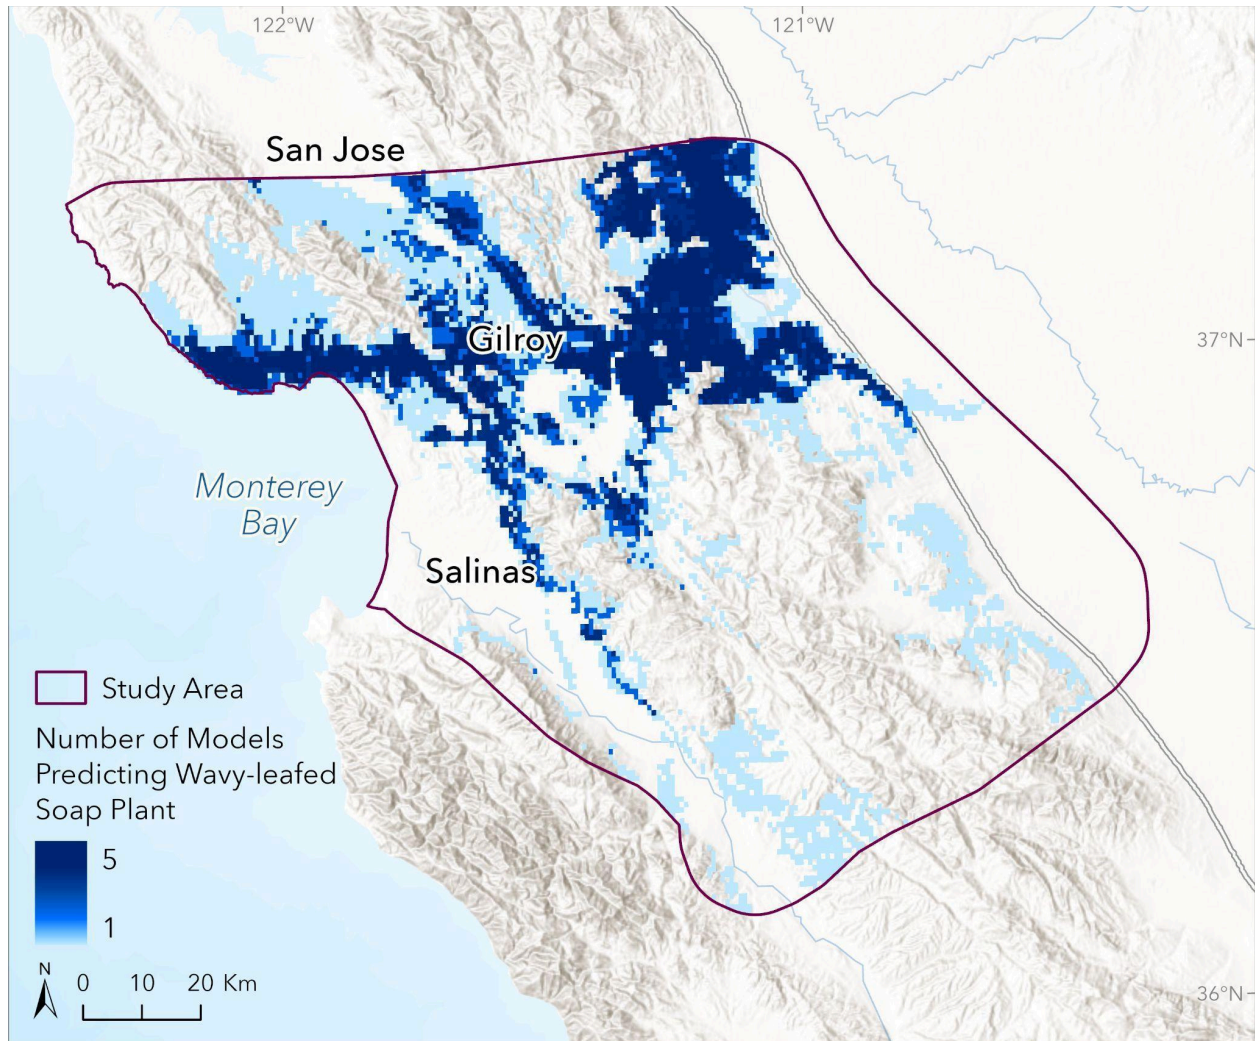 122°W
121°W
San Jose
Gilroy
37°N
Monterey
Bay
Salinas
Study Area
Number of Models
Predicting Wavy-leafed
Soap Plant
5
1
N
0 10 20 Km
36°N